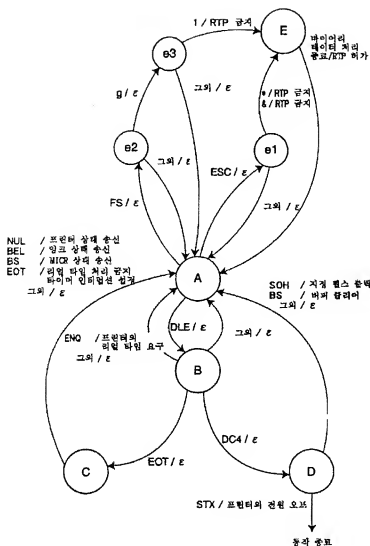 1 / RTP 금지
E
바이너리
데이터 처리
종료/RTP 허가
e3
g / ε
그외 / ε
* / RTP 금지
& / RTP 금지
e2
e1
ESC / ε
FS / ε
그외 / ε
그외 / ε
NUL / 프린터 상태 송신
BEL / 잉크 상태 송신
BS / MICR 상태 송신
EOT / 리얼 타임 처리 금지
타이머 인터럽션 설정
그외 / ε
A
SOH / 지정 펄스 출력
BS / 버퍼 클리어
그외 / ε
ENQ / 프린터의
리얼 타임 요구
그외 / ε
DLE / ε
그외 / ε
B
EOT / ε
DC4 / ε
C
D
STX / 프린터의 전원 오프
동작 종료